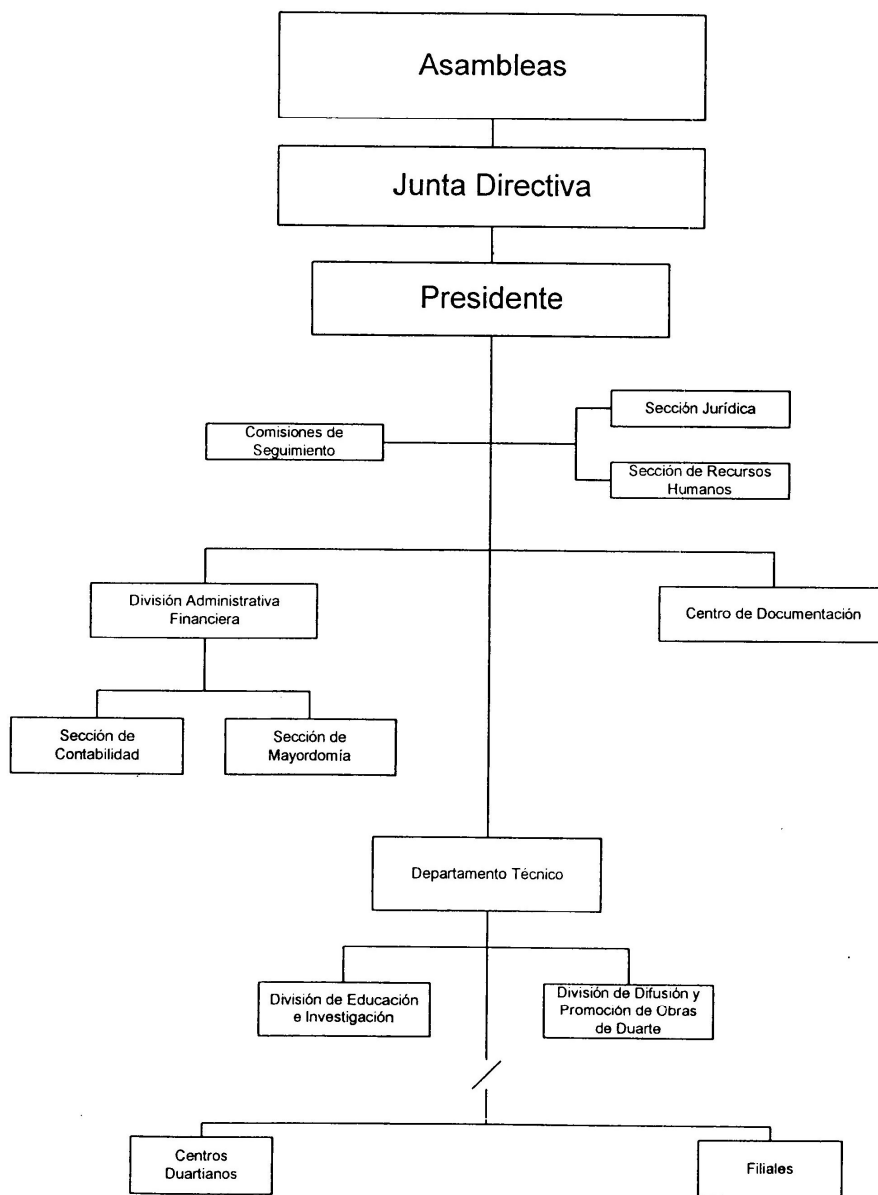 Asambleas
Junta Directiva
Presidente
Sección Jurídica
Comisiones de
Seguimiento
Sección de Recursos
Humanos
División Administrativa
Financiera
Centro de Documentación
Sección de
Contabilidad
Sección de
Mayordomía
Departamento Técnico
División de Educación
e Investigación
División de Difusión y
Promoción de Obras
de Duarte
Centros
Duartianos
Filiales